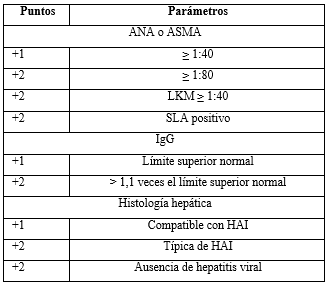 Puntos Parámetros
ANA o ASMA
+1 ≥ 1:40
+2 ≥ 1:80
+2 LKM ≥ 1:40
+2 SLA positivo
IgG
+1 Límite superior normal
+2 > 1,1 veces el límite superior normal
Histología hepática
+1 Compatible con HAI
+2 Típica de HAI
+2 Ausencia de hepatitis viral